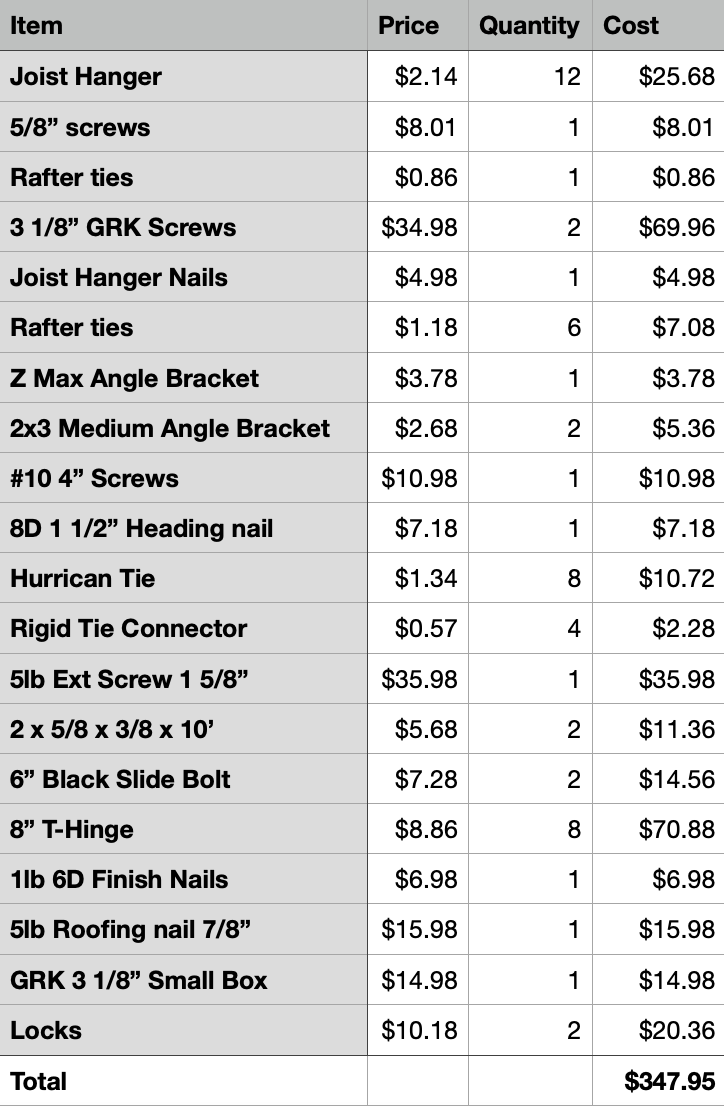 Item Price Quantity Cost
Joist Hanger $2.14 12 $25.68
5/8” screws $8.01 1 $8.01
Rafter ties $0.86 1 $0.86
3 1/8” GRK Screws $34.98 2 $69.96
Joist Hanger Nails $4.98 1 $4.98
Rafter ties $1.18 6 $7.08
Z Max Angle Bracket $3.78 1 $3.78
2x3 Medium Angle Bracket $2.68 2 $5.36
#10 4” Screws $10.98 1 $10.98
8D 1 1/2” Heading nail $7.18 1 $7.18
Hurrican Tie $1.34 8 $10.72
Rigid Tie Connector $0.57 4 $2.28
5lb Ext Screw 1 5/8” $35.98 1 $35.98
2 x 5/8 x 3/8 x 10’ $5.68 2 $11.36
6” Black Slide Bolt $7.28 2 $14.56
8” T-Hinge $8.86 8 $70.88
1lb 6D Finish Nails $6.98 1 $6.98
5lb Roofing nail 7/8” $15.98 1 $15.98
GRK 3 1/8” Small Box $14.98 1 $14.98
Locks $10.18 2 $20.36
Total $347.95